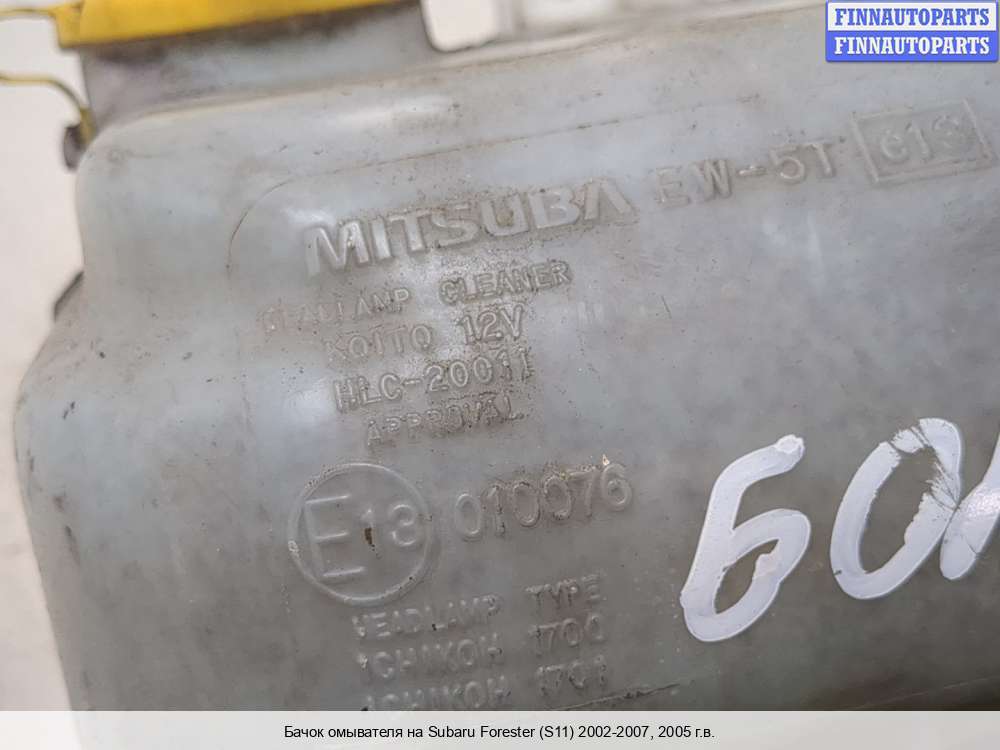 FINNAUTOPARTS
FINNAUTOPARTS
MITSUBA EW-5T e13
HEADLAMP CLEANER
KOITO 12V
HLC-20011
APPROVAL
E13 010076
HEADLAMP TYPE
ICHIKOH 1700
ICHIKOH 1701
Бачок омывателя на Subaru Forester (S11) 2002-2007, 2005 г.в.